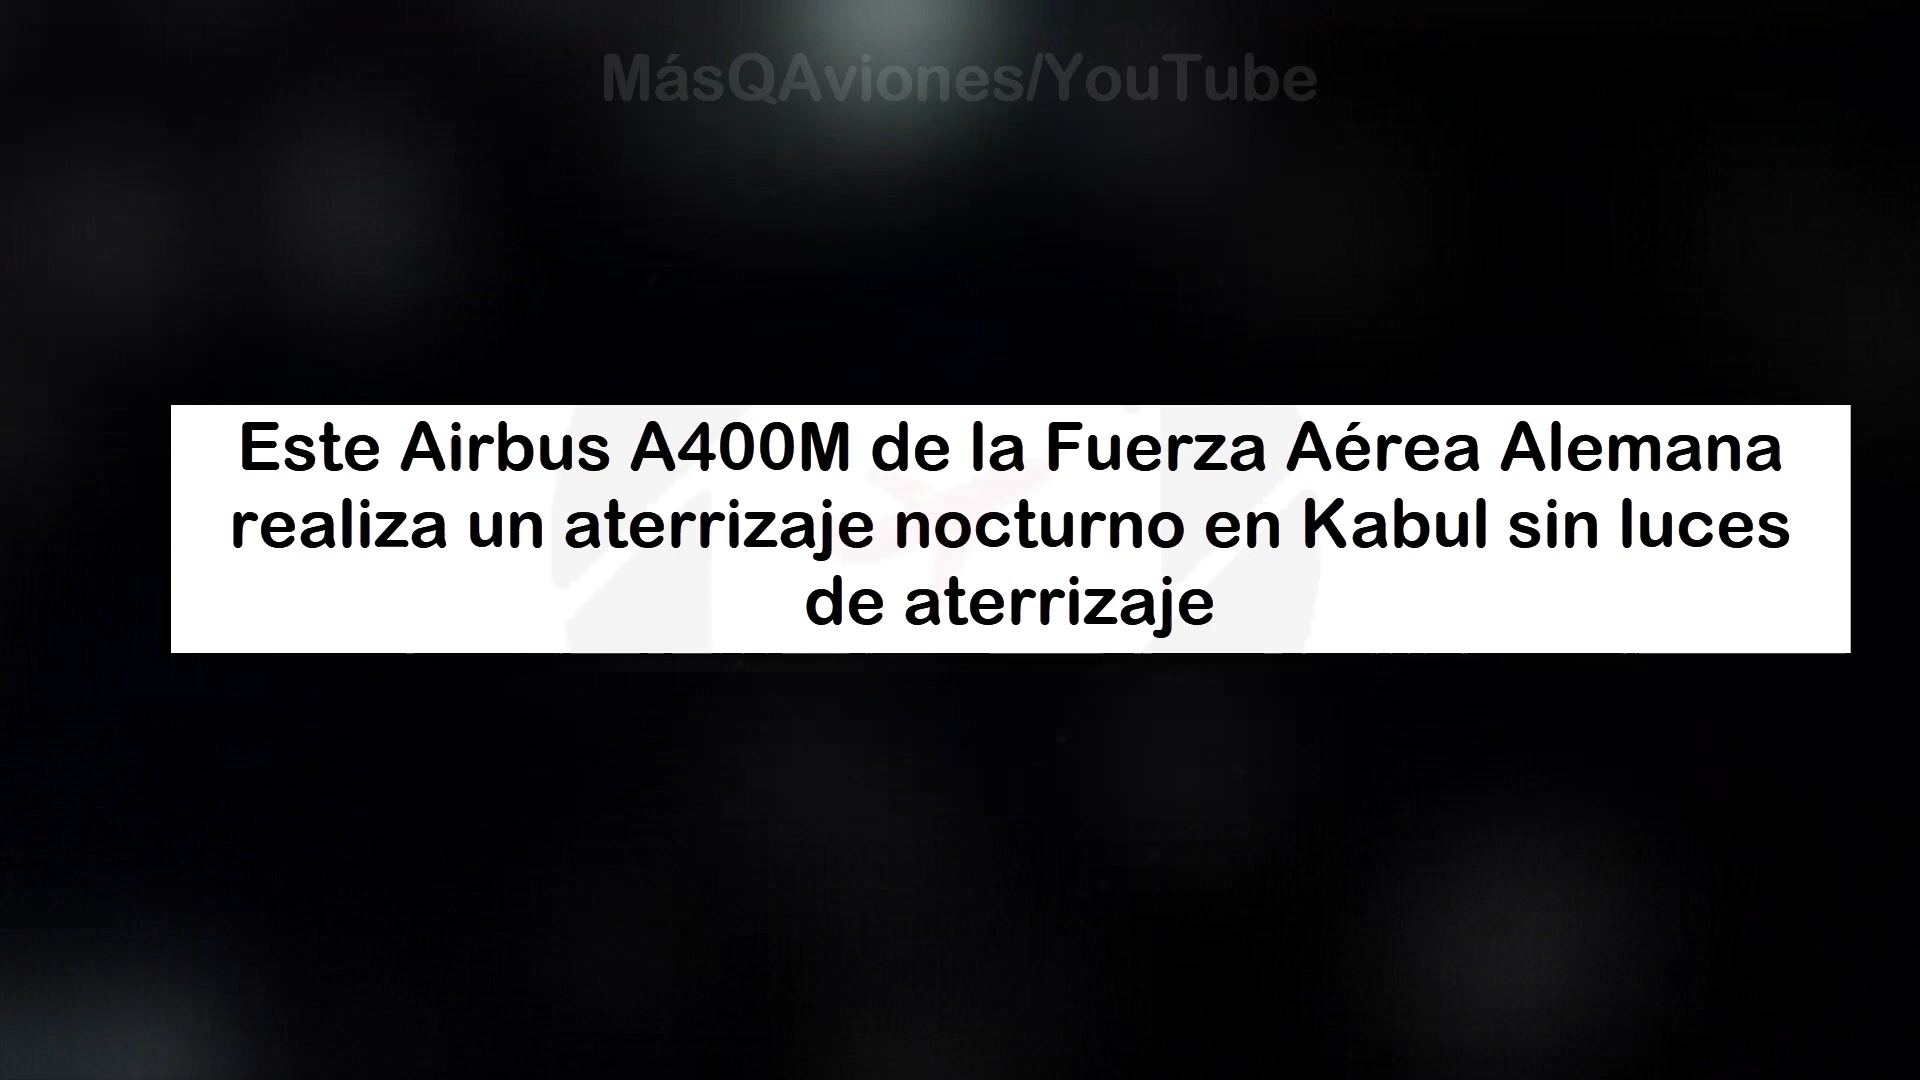 MásQAviones/YouTube
Este Airbus A400M de la Fuerza Aérea Alemana
realiza un aterrizaje nocturno en Kabul sin luces
de aterrizaje